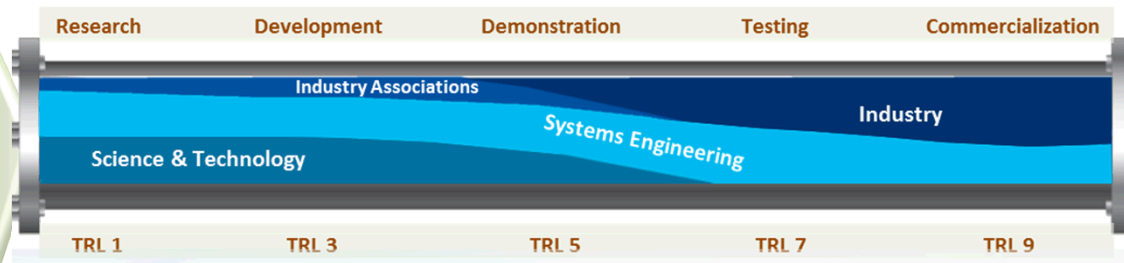 Research Development Demonstration Testing Commercialization
Industry Associations
Industry
Systems Engineering
Science & Technology
TRL 1 TRL 3 TRL 5 TRL 7 TRL 9